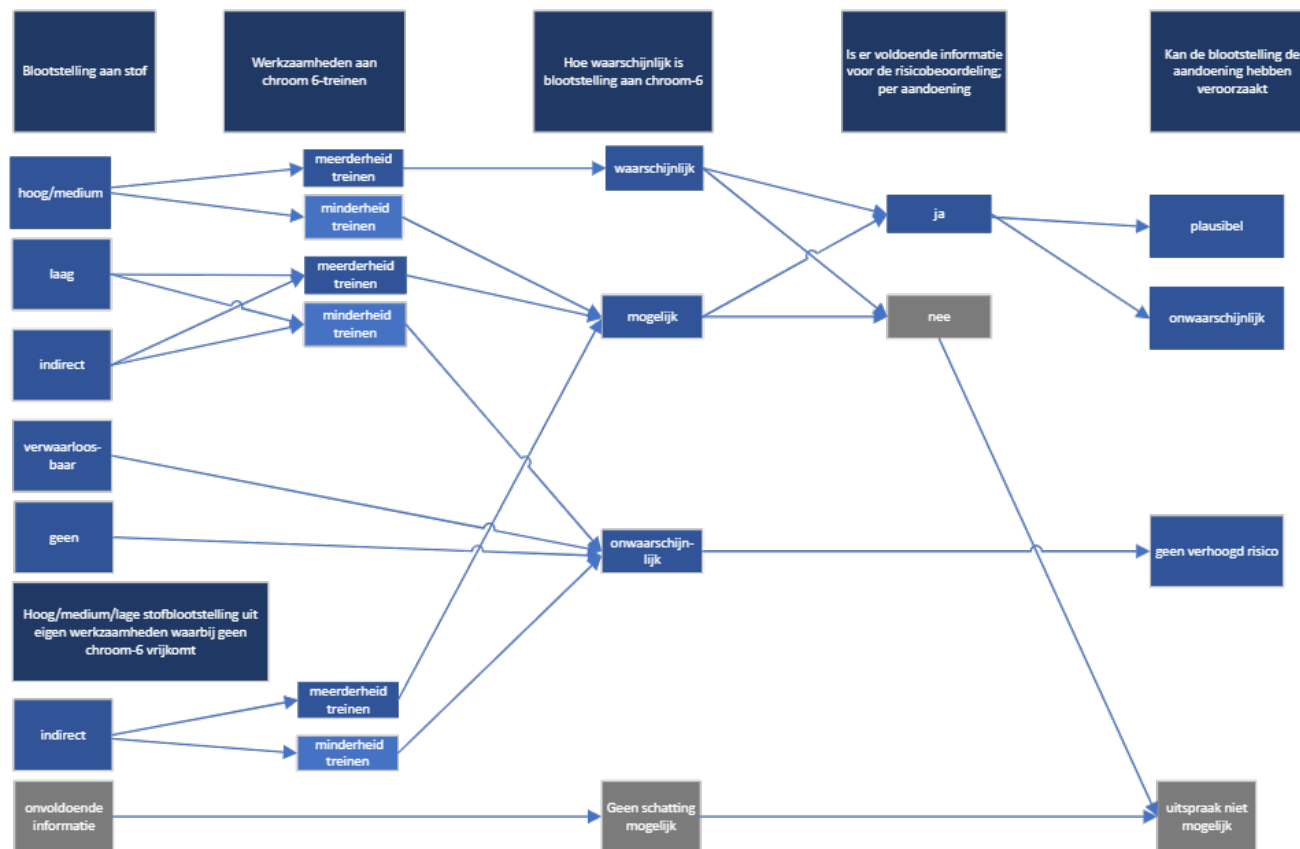 Blootstelling aan stof
Werkzaamheden aan
chroom 6-treinen
Hoe waarschijnlijk is
blootstelling aan chroom-6
Is er voldoende informatie
voor de risicobeoordeling;
per aandoening
Kan de blootstelling de
aandoening hebben
veroorzaakt
hoog/medium
meerderheid
treinen
waarschijnlijk
minderheid
treinen
ja
plausibel
laag
meerderheid
treinen
minderheid
treinen
mogelijk
nee
onwaarschijnlijk
indirect
verwaarloos-
baar
geen
onwaarschijn-
lijk
geen verhoogd risico
Hoog/medium/lage stofblootstelling uit
eigen werkzaamheden waarbij geen
chroom-6 vrijkomt
indirect
meerderheid
treinen
minderheid
treinen
onvoldoende
informatie
Geen schatting
mogelijk
uitspraak niet
mogelijk